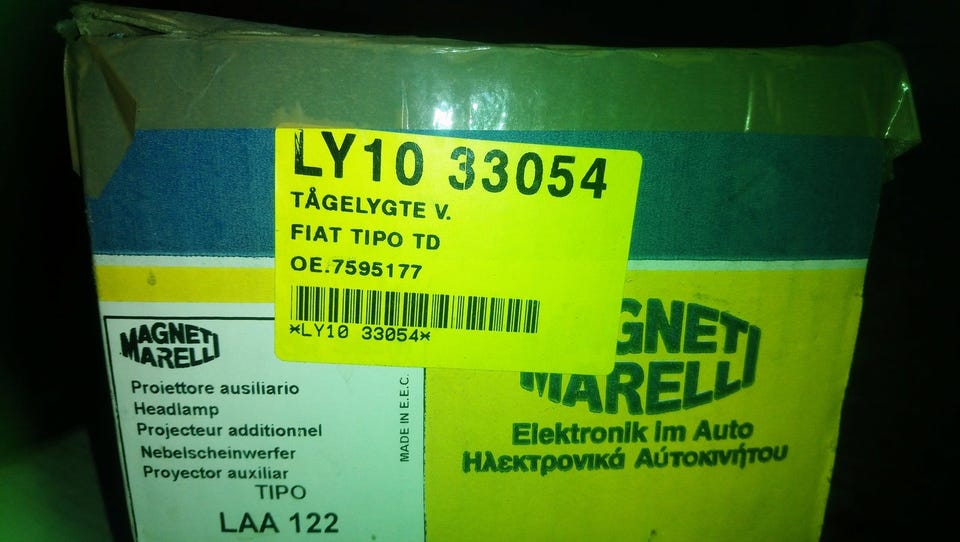 LY10 33054
TÅGELYGTE V.
FIAT TIPO TD
OE.7595177
*LY10 33054*
MAGNETI
MARELLI
Proiettore ausiliario
Headlamp
Projecteur additionnel
Nebelscheinwerfer
Proyector auxiliar
TIPO
LAA 122
MADE IN E.E.C.
GNETI
MARELLI
Elektronik im Auto
Ηλεκτρονικά Αύτοκινήτου